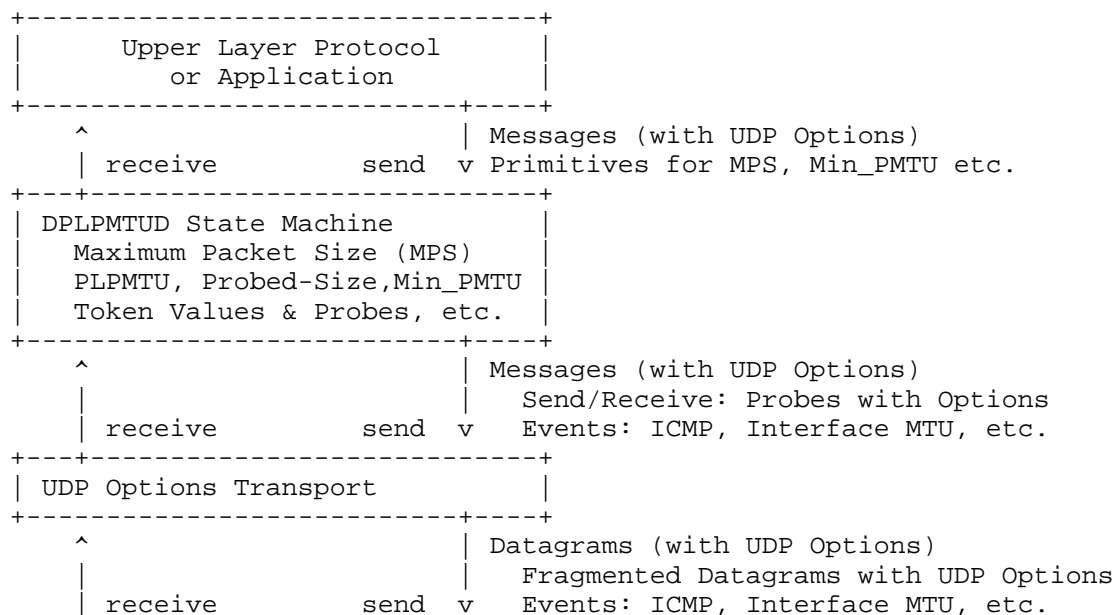 Upper Layer Protocol
or Application
Messages (with UDP Options)
receive send Primitives for MPS, Min_PMTU etc.
DPLPMTUD State Machine
Maximum Packet Size (MPS)
PLPMTU, Probed-Size,Min_PMTU
Token Values & Probes, etc.
Messages (with UDP Options)
Send/Receive: Probes with Options
receive send Events: ICMP, Interface MTU, etc.
UDP Options Transport
Datagrams (with UDP Options)
Fragmented Datagrams with UDP Options
receive send Events: ICMP, Interface MTU, etc.